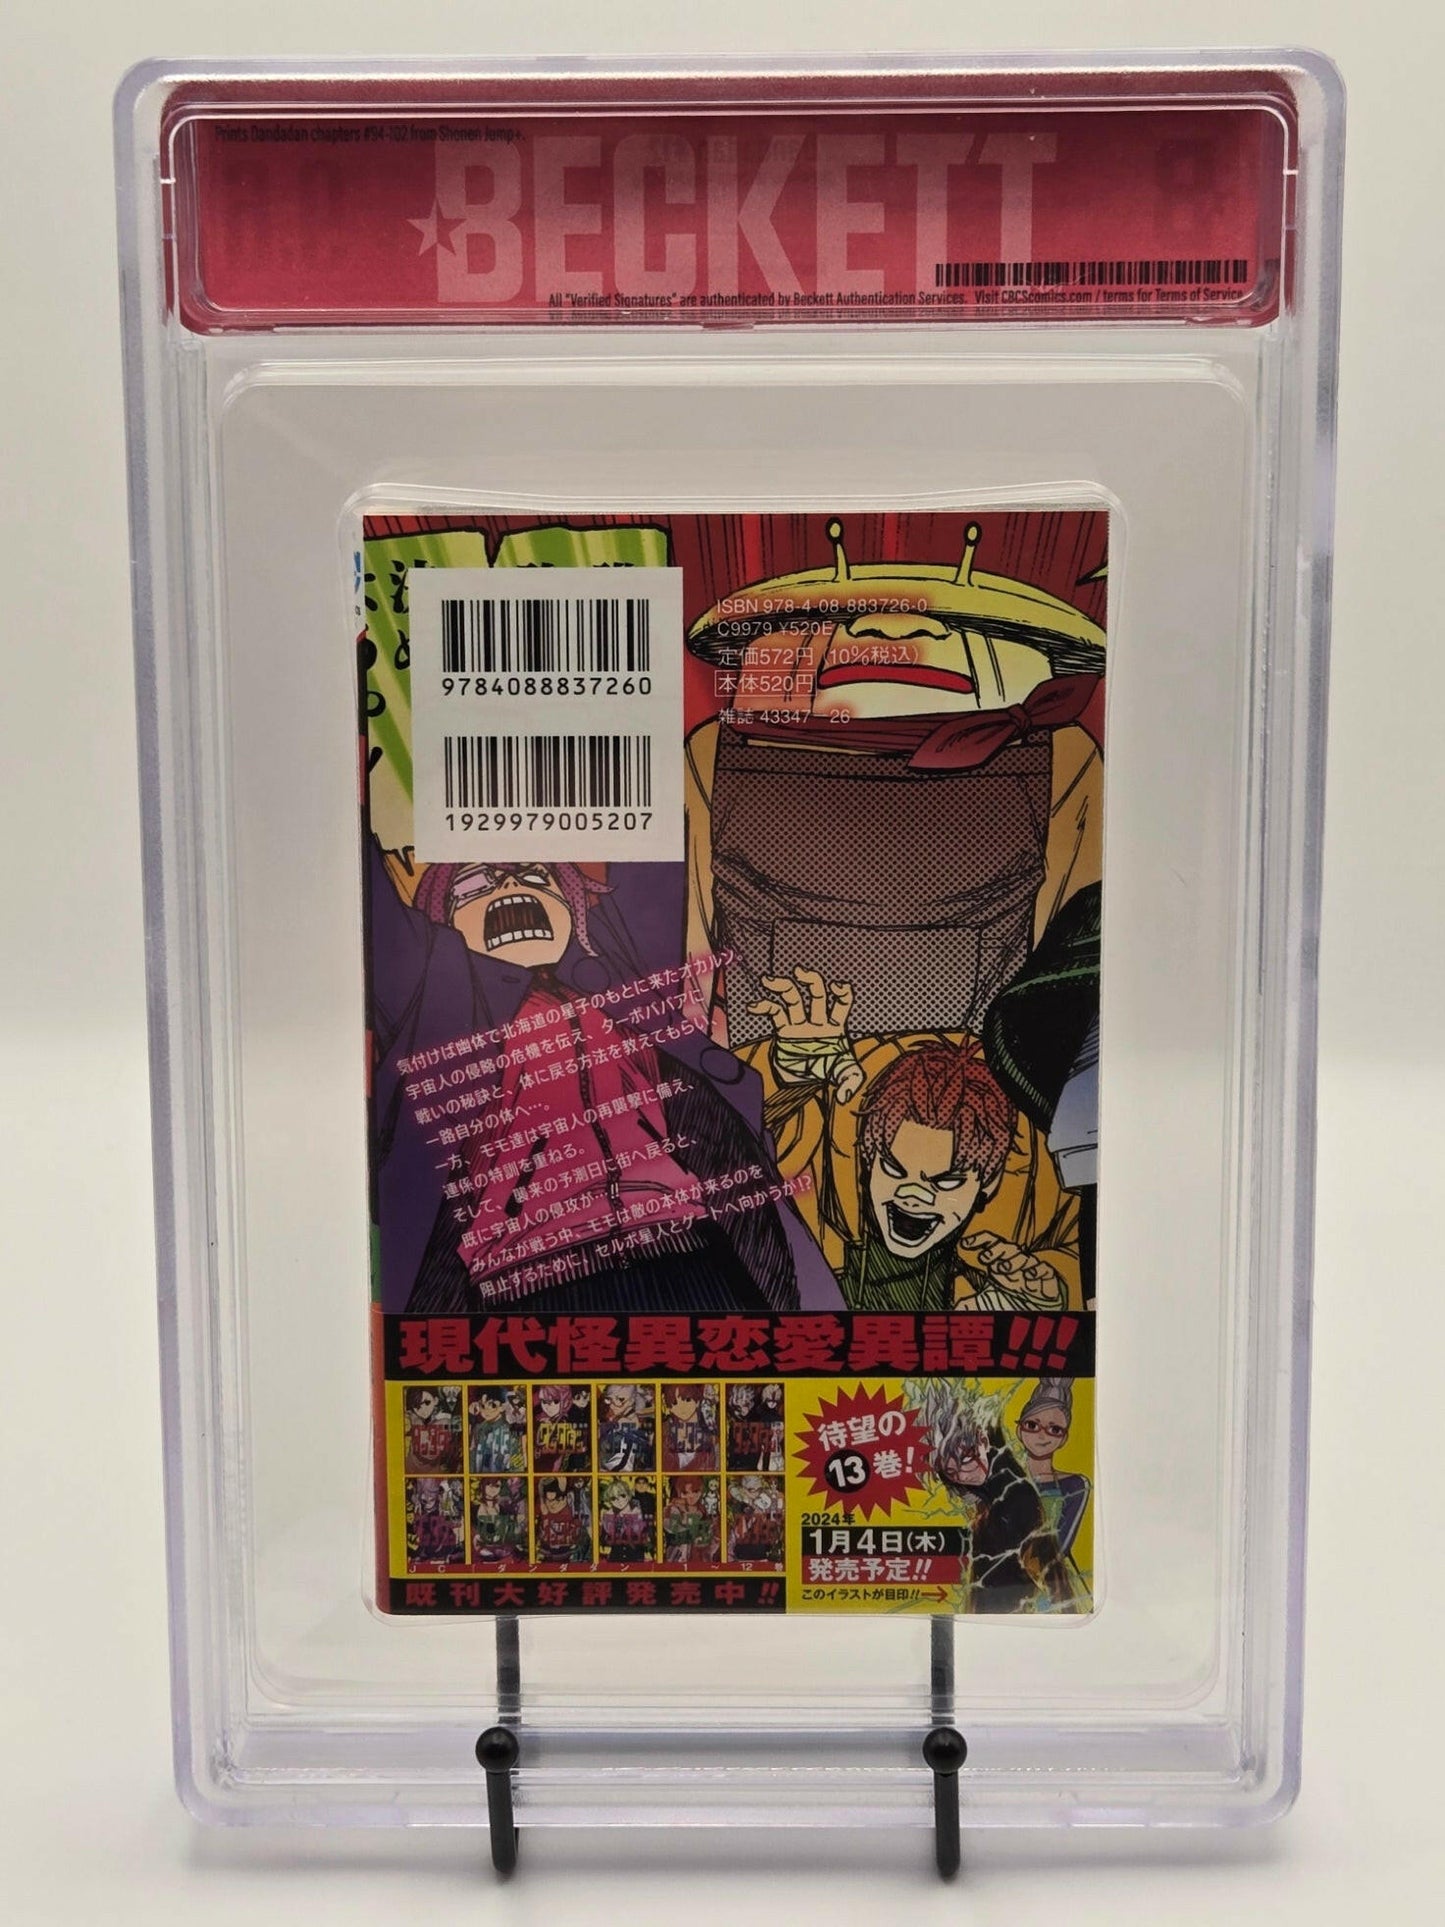 Prints Dandadan chapters #94-102 from Shonen Jump+.
BECKETT
All "Verified Signatures" are authenticated by Beckett Authentication Services. Visit CBCScomics.com / terms for Terms of Service
9784088837260
1929979005207
ISBN 978-4-08-883726-0
C9979 ¥520E
定価572円 (10%税込)
本体520円
雑誌 43347-26
気付けば幽体で北海道の星子のもとに来たオカルン。
宇宙人の侵略の危機を伝え、ターボババアに
戦いの秘訣と、体に戻る方法を教えてもらい、
一路自分の体へ…。
一方、モモ達は宇宙人の再襲撃に備え、
連係の特訓を重ねる。
そして、襲来の予測日に街へ戻ると、
既に宇宙人の侵攻が…!!
みんなが戦う中、モモは敵の本体が来るのを
阻止するために、セルポ星人とゲートへ向かうが!?
現代怪異恋愛異譚!!!
JC「ダンダダン」1〜12巻
既刊大好評発売中!!
待望の
13巻!
2024年
1月4日(木)
発売予定!!
このイラストが目印!!→